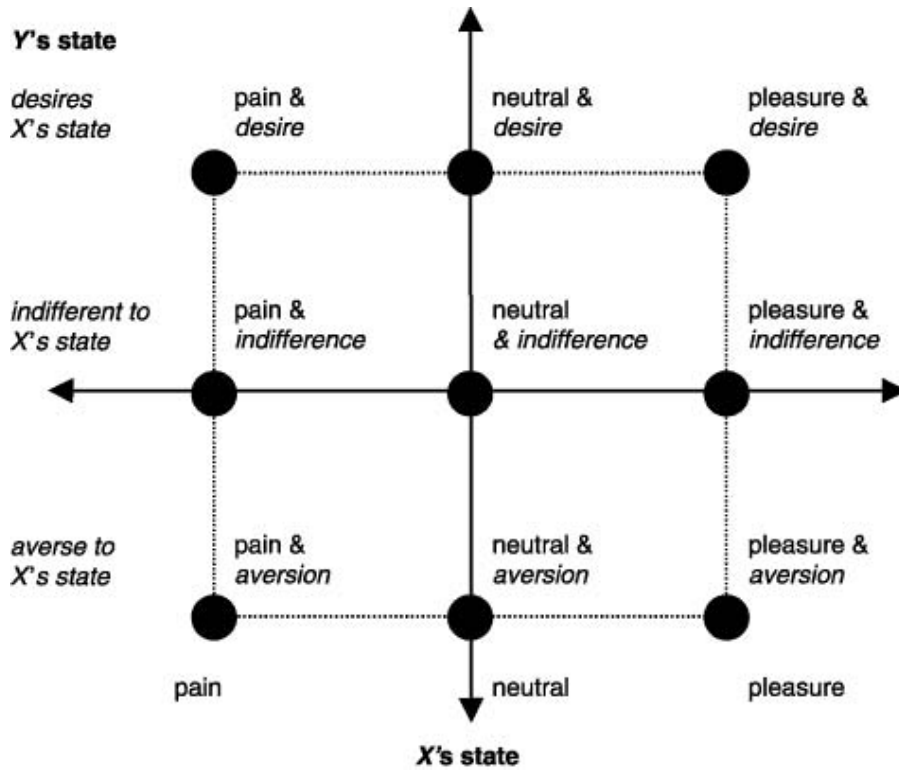 Y's state
desires
X's state
pain &
desire
neutral &
desire
pleasure &
desire
indifferent to
X's state
pain &
indifference
neutral
& indifference
pleasure &
indifference
averse to
X's state
pain &
aversion
neutral &
aversion
pleasure &
aversion
pain
neutral
pleasure
X's state